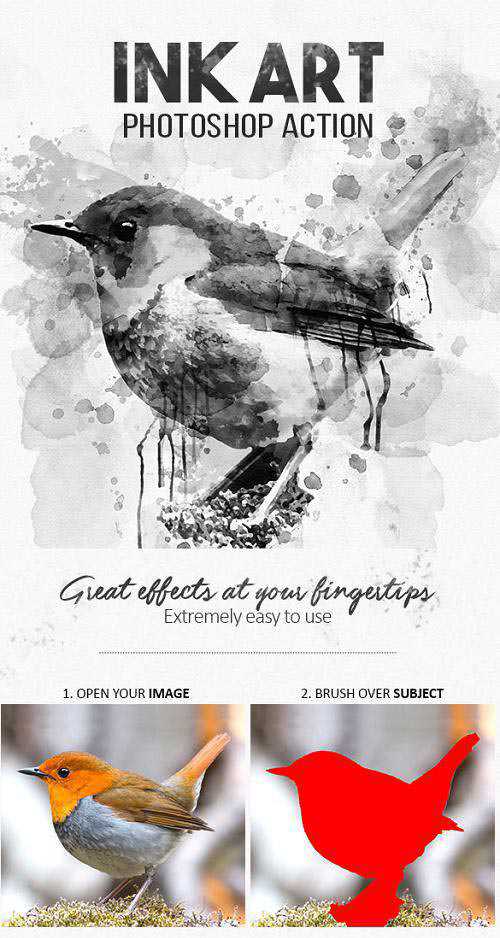 INK ART
PHOTOSHOP ACTION
Great effects at your fingertips
Extremely easy to use
1. OPEN YOUR IMAGE
2. BRUSH OVER SUBJECT